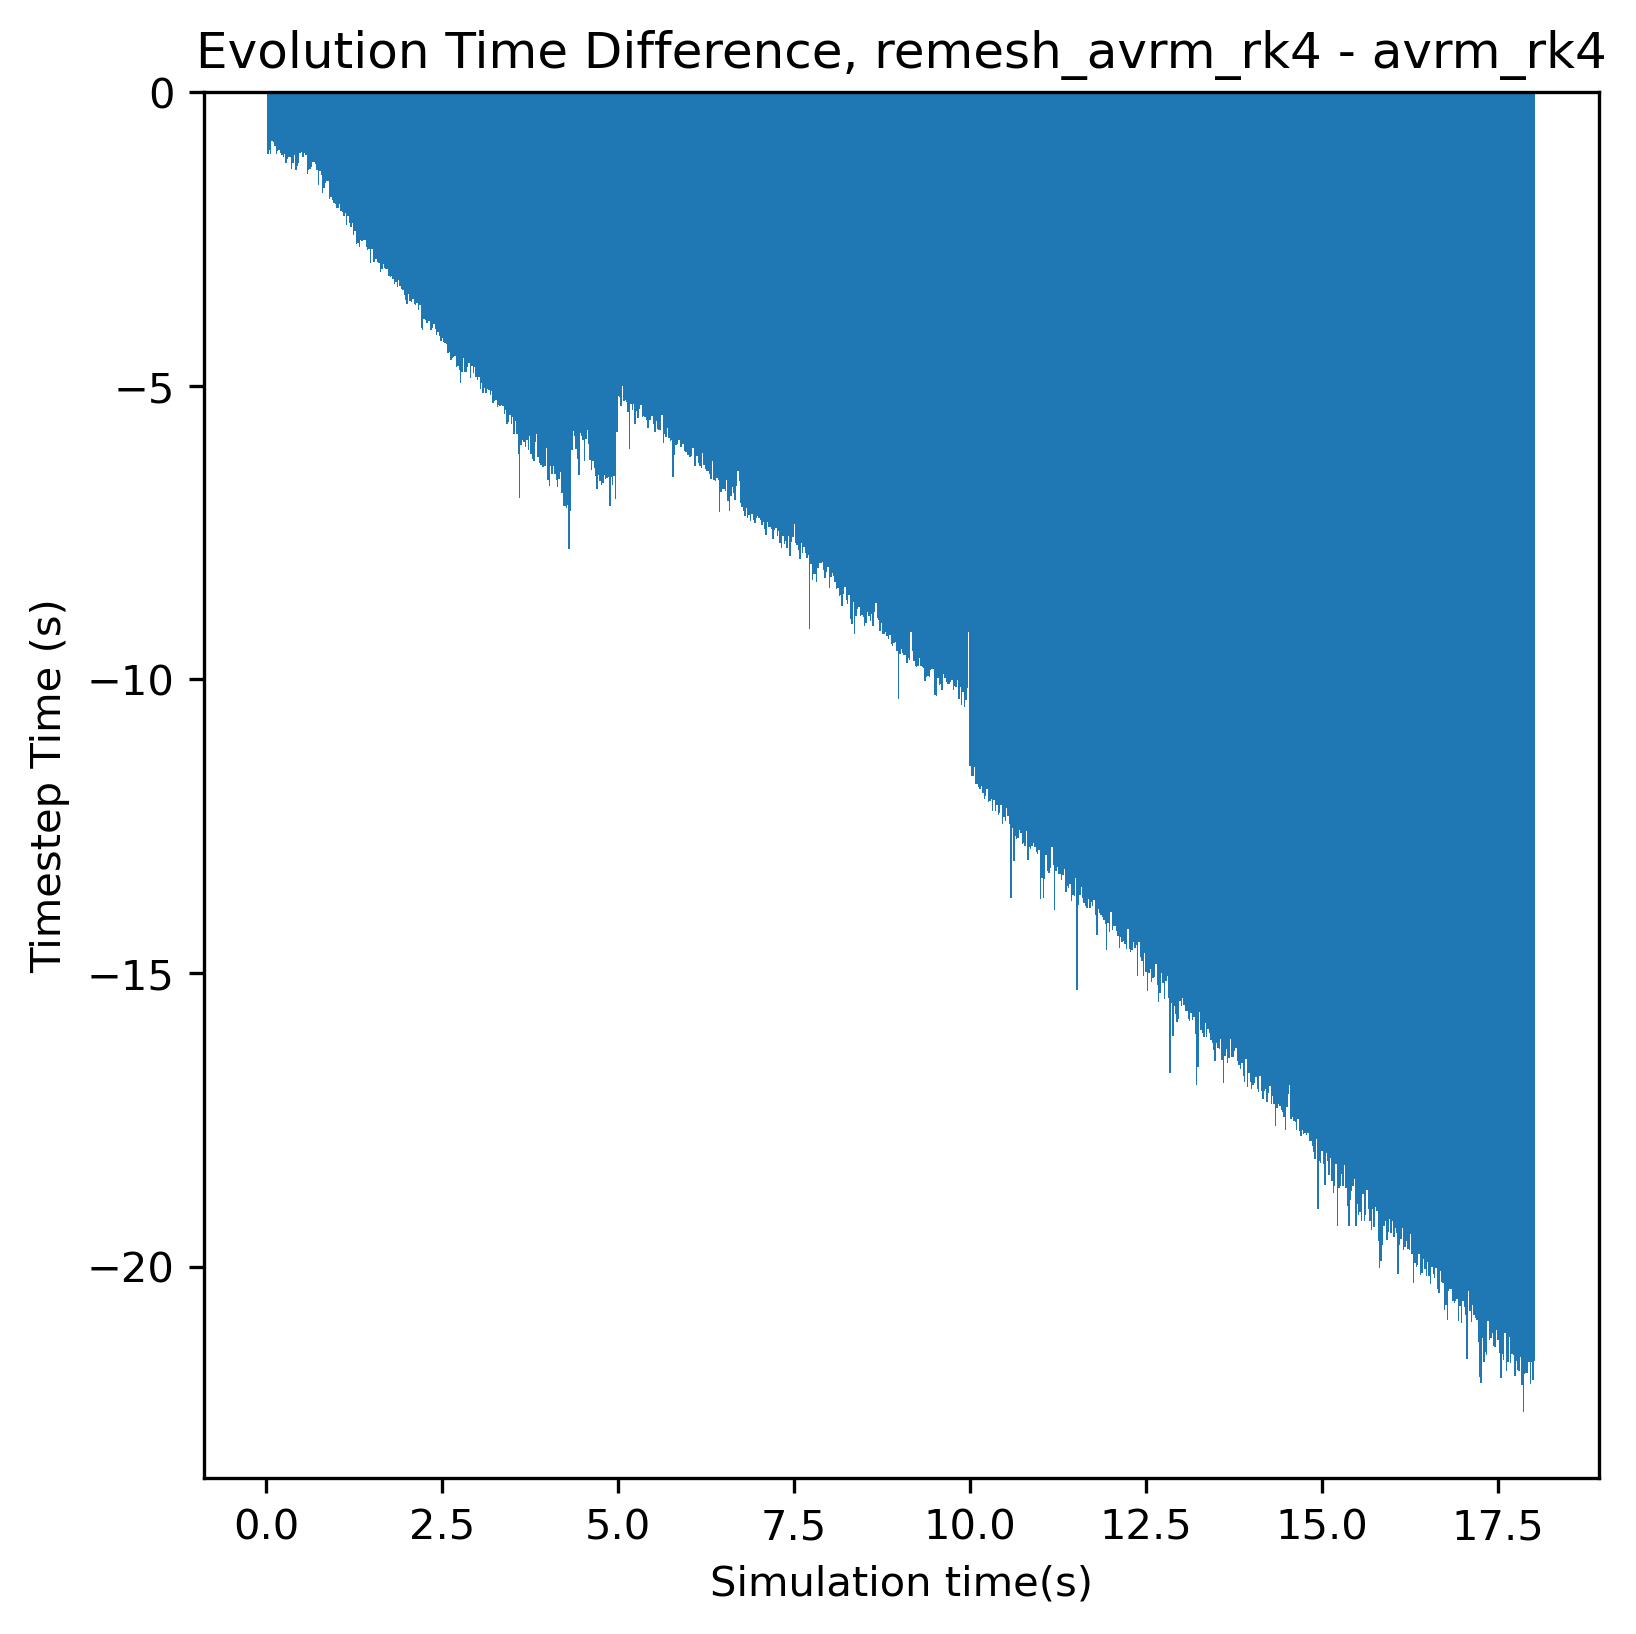 Evolution Time Difference, remesh_avrm_rk4 - avrm_rk4
0
−5
−10
−15
−20
Timestep Time (s)
0.0 2.5 5.0 7.5 10.0 12.5 15.0 17.5
Simulation time(s)